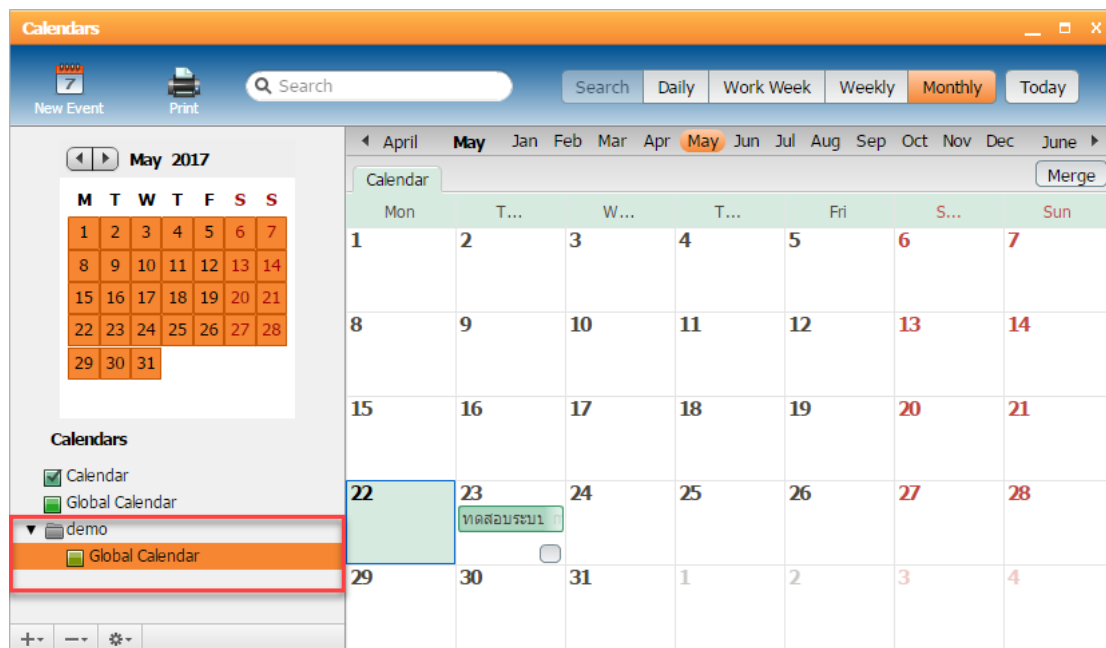 Calendars
New Event
Print
Search
Search Daily Work Week Weekly Monthly Today
April May Jan Feb Mar Apr May Jun Jul Aug Sep Oct Nov Dec June
Calendar
Merge
Mon T... W... T... Fri S... Sun
1 2 3 4 5 6 7
8 9 10 11 12 13 14
15 16 17 18 19 20 21
22 23 24 25 26 27 28
ทดสอบระบบ
29 30 31 1 2 3 4
May 2017
M T W T F S S
1 2 3 4 5 6 7
8 9 10 11 12 13 14
15 16 17 18 19 20 21
22 23 24 25 26 27 28
29 30 31
Calendars
Calendar
Global Calendar
demo
Global Calendar